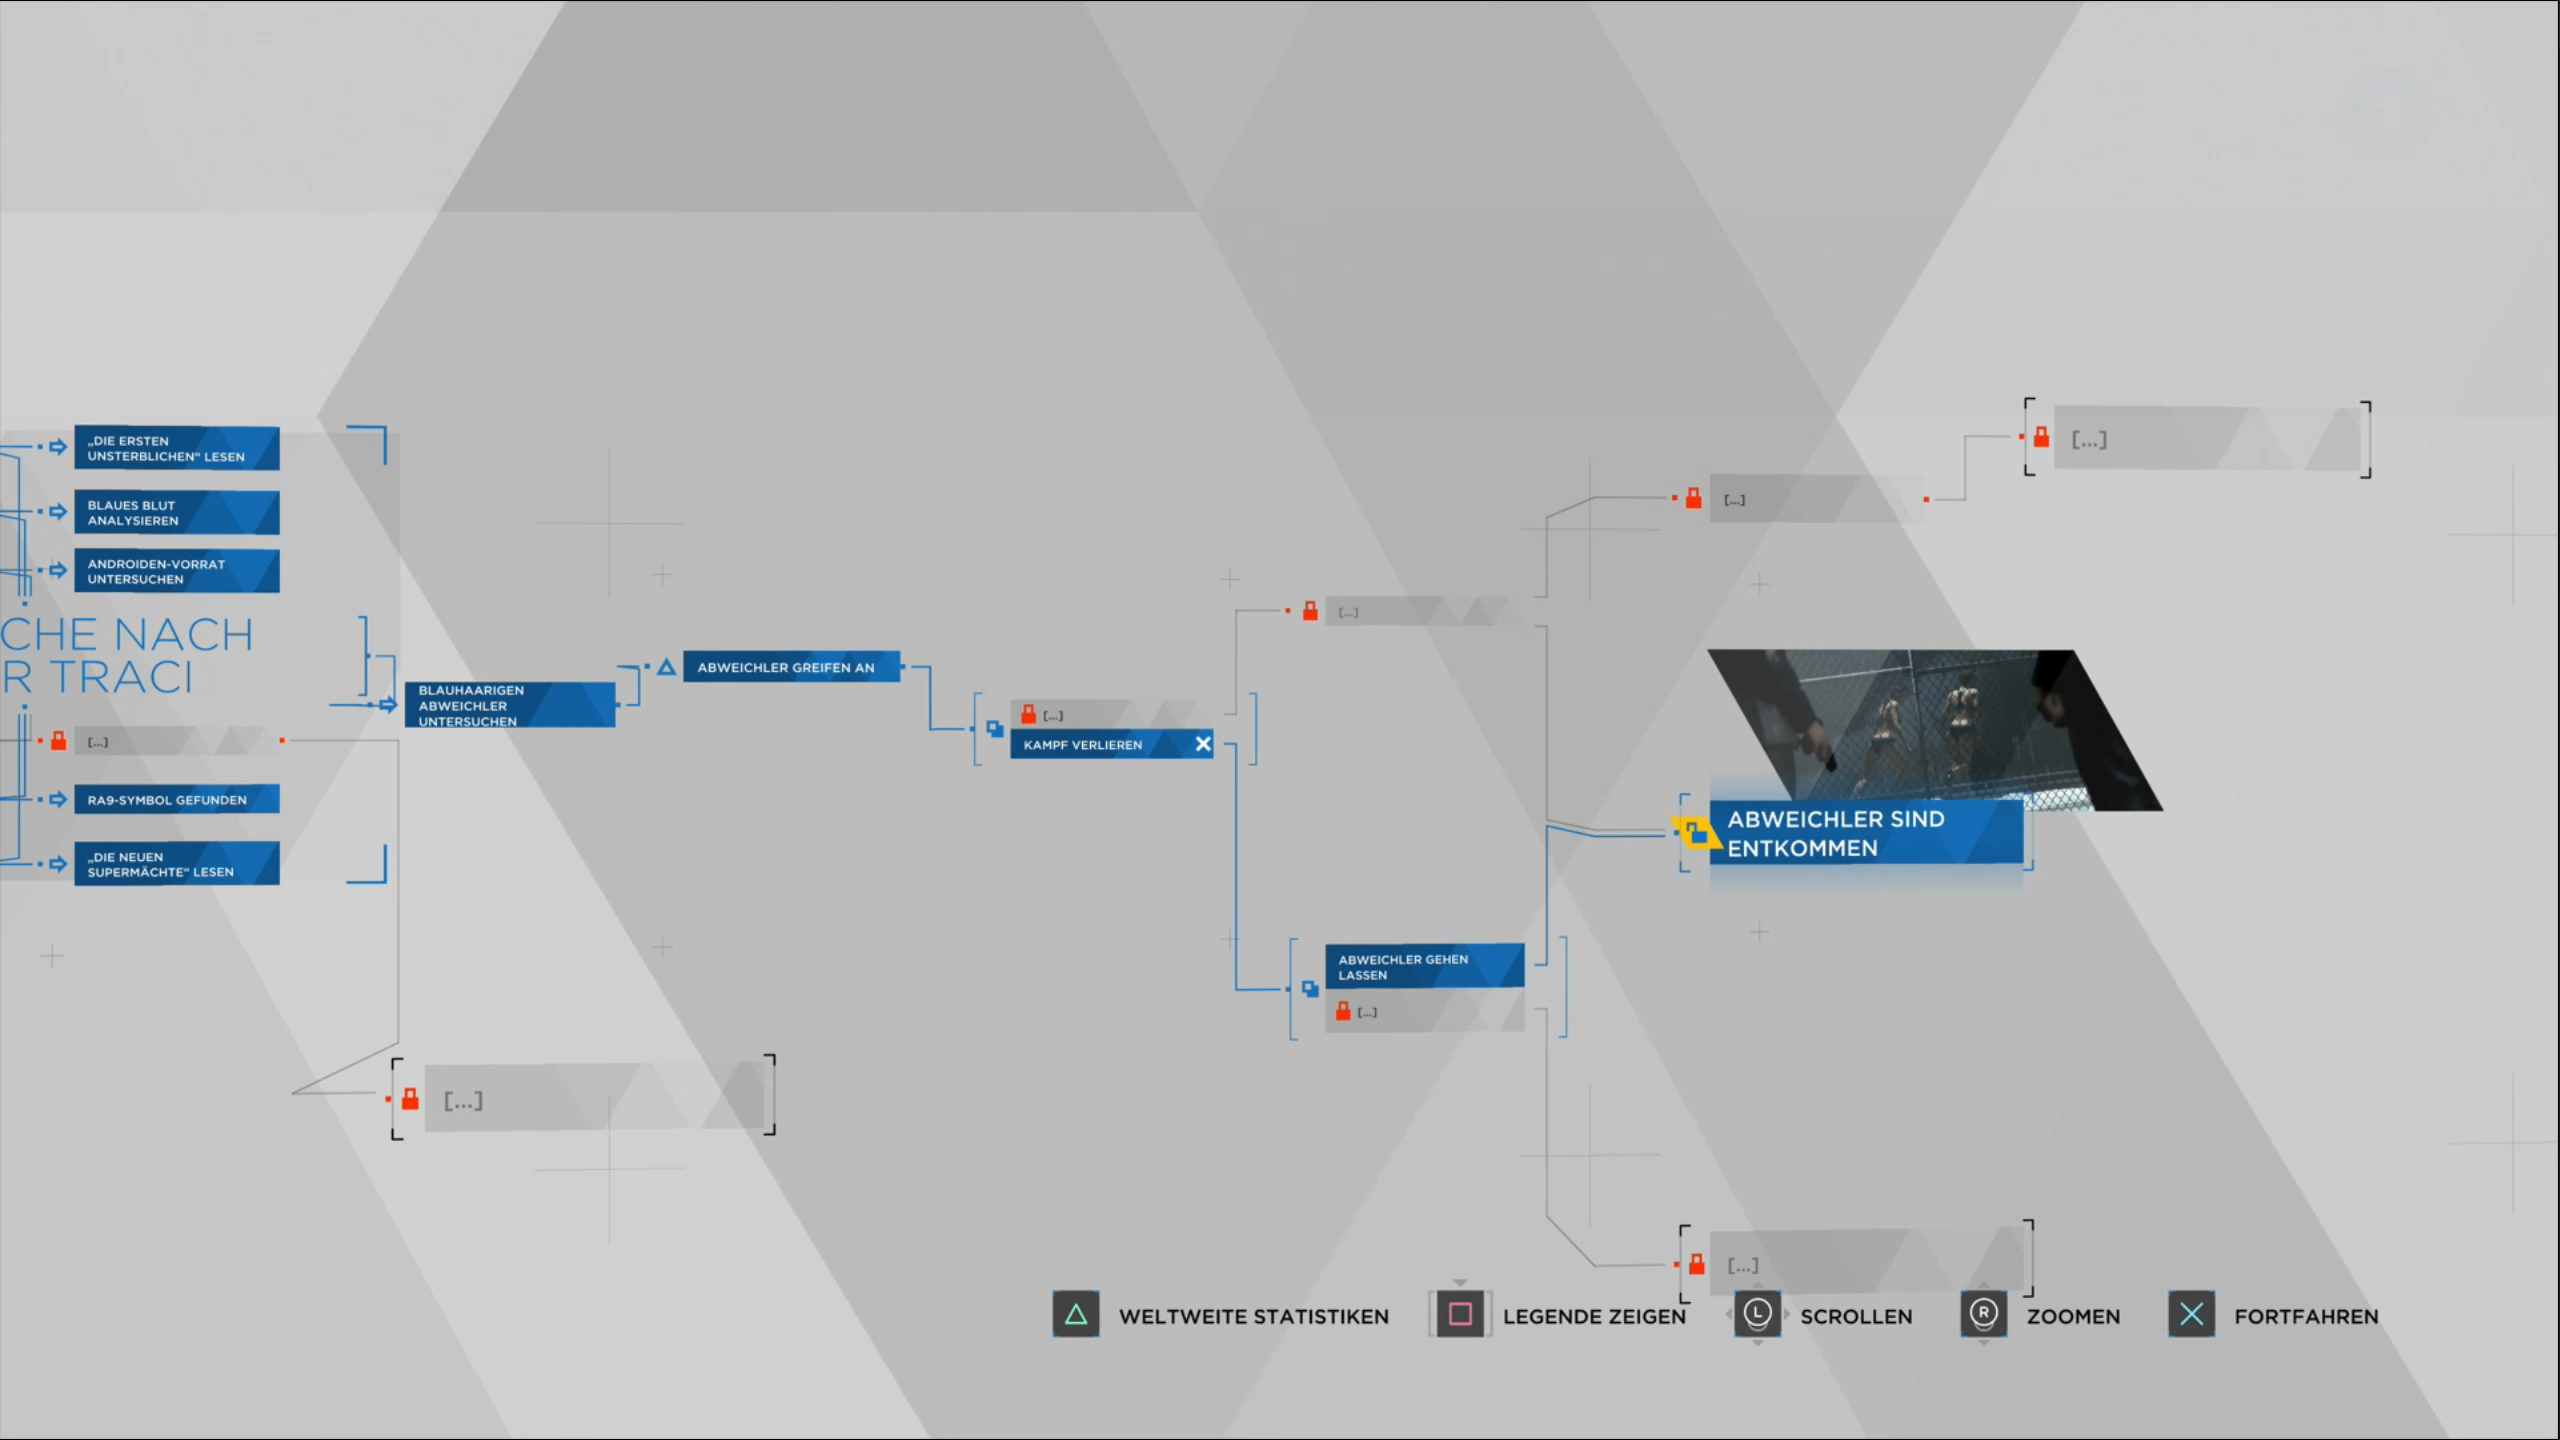 „DIE ERSTEN
UNSTERBLICHEN“ LESEN
BLAUES BLUT
ANALYSIEREN
ANDROIDEN-VORRAT
UNTERSUCHEN
CHE NACH
R TRACI
[...]
RA9-SYMBOL GEFUNDEN
„DIE NEUEN
SUPERMÄCHTE“ LESEN
BLAUHAARIGEN
ABWEICHLER
UNTERSUCHEN
[...]
ABWEICHLER GREIFEN AN
[...]
KAMPF VERLIEREN
[...]
ABWEICHLER GEHEN
LASSEN
[...]
[...]
[...]
ABWEICHLER SIND
ENTKOMMEN
[...]
WELTWEITE STATISTIKEN
LEGENDE ZEIGEN
L SCROLLEN
R ZOOMEN
FORTFAHREN